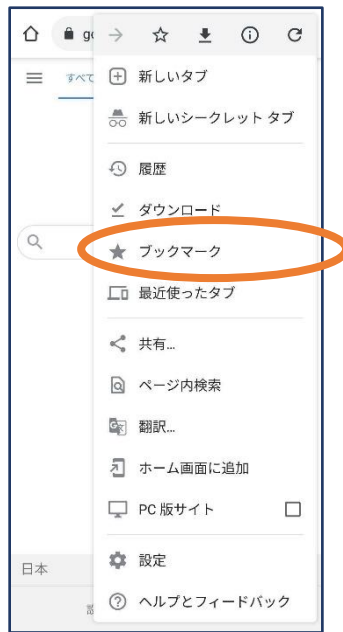 go
すべて
新しいタブ
新しいシークレット タブ
履歴
ダウンロード
ブックマーク
最近使ったタブ
共有...
ページ内検索
翻訳...
ホーム画面に追加
PC 版サイト
設定
日本
ヘルプとフィードバック